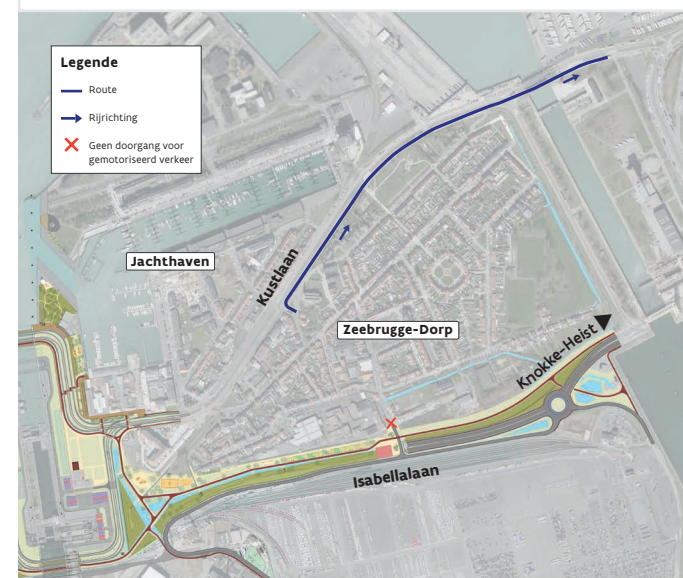 Legende
Route
Rijrichting
Geen doorgang voor
gemotoriseerd verkeer
Jachthaven
Kustlaan
Zeebrugge-Dorp
Knokke-Heist
Isabellalaan